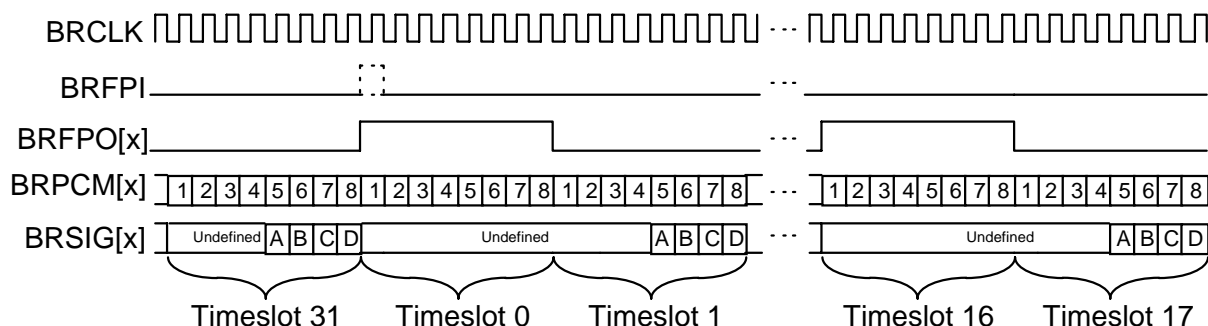 BRCLK ...
BRFPI ...
BRFPO[x] ...
BRPCM[x] 1 2 3 4 5 6 7 8 1 2 3 4 5 6 7 8 1 2 3 4 5 6 7 8 ... 1 2 3 4 5 6 7 8 1 2 3 4 5 6 7 8
BRSIG[x] Undefined A B C D Undefined A B C D ... Undefined A B C D
Timeslot 31 Timeslot 0 Timeslot 1 Timeslot 16 Timeslot 17